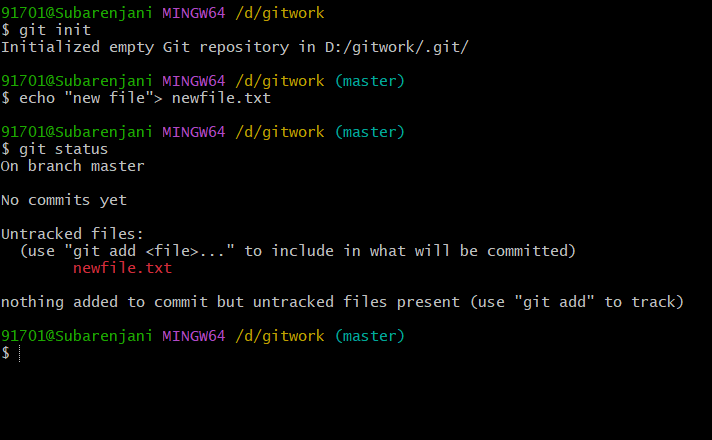 91701@Subarenjani MINGW64 /d/gitwork
$ git init
Initialized empty Git repository in D:/gitwork/.git/
91701@Subarenjani MINGW64 /d/gitwork (master)
$ echo "new file"> newfile.txt
91701@Subarenjani MINGW64 /d/gitwork (master)
$ git status
On branch master
No commits yet
Untracked files:
(use "git add <file>..." to include in what will be committed)
newfile.txt
nothing added to commit but untracked files present (use "git add" to track)
91701@Subarenjani MINGW64 /d/gitwork (master)
$